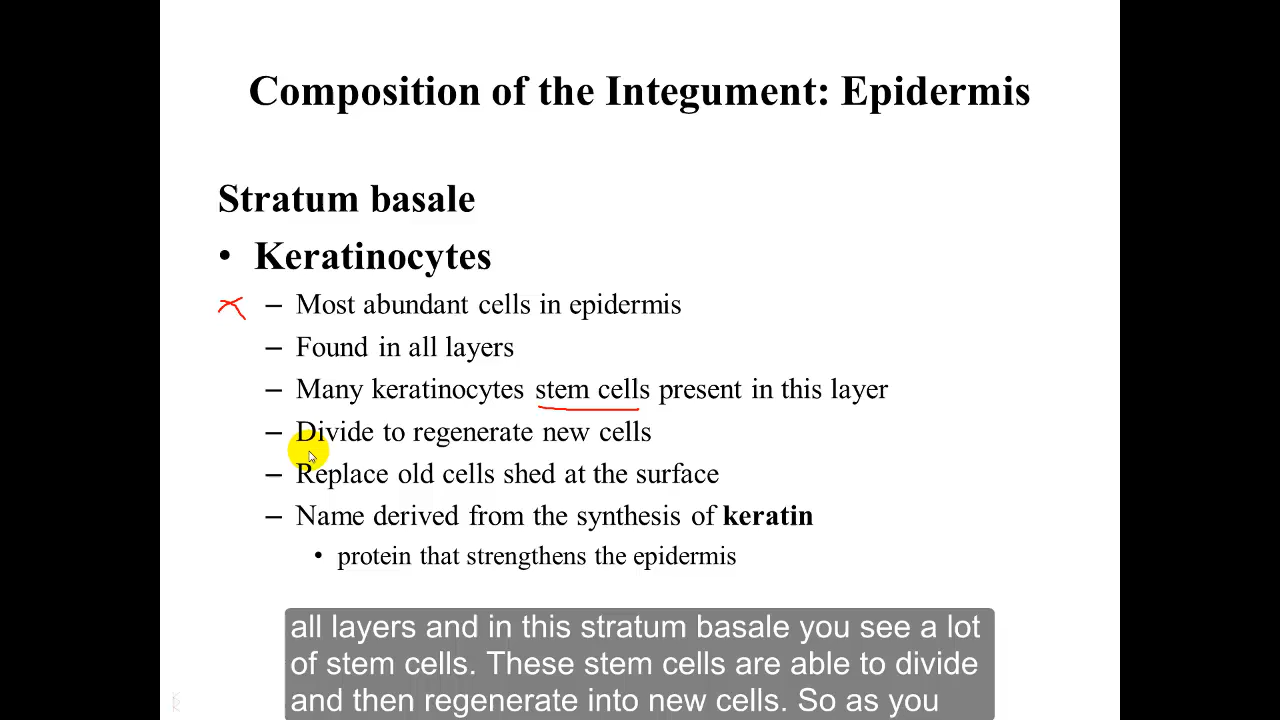 Composition of the Integument: Epidermis
Stratum basale
• Keratinocytes
– Most abundant cells in epidermis
– Found in all layers
– Many keratinocytes stem cells present in this layer
– Divide to regenerate new cells
– Replace old cells shed at the surface
– Name derived from the synthesis of keratin
• protein that strengthens the epidermis
all layers and in this stratum basale you see a lot
of stem cells. These stem cells are able to divide
and then regenerate into new cells. So as you